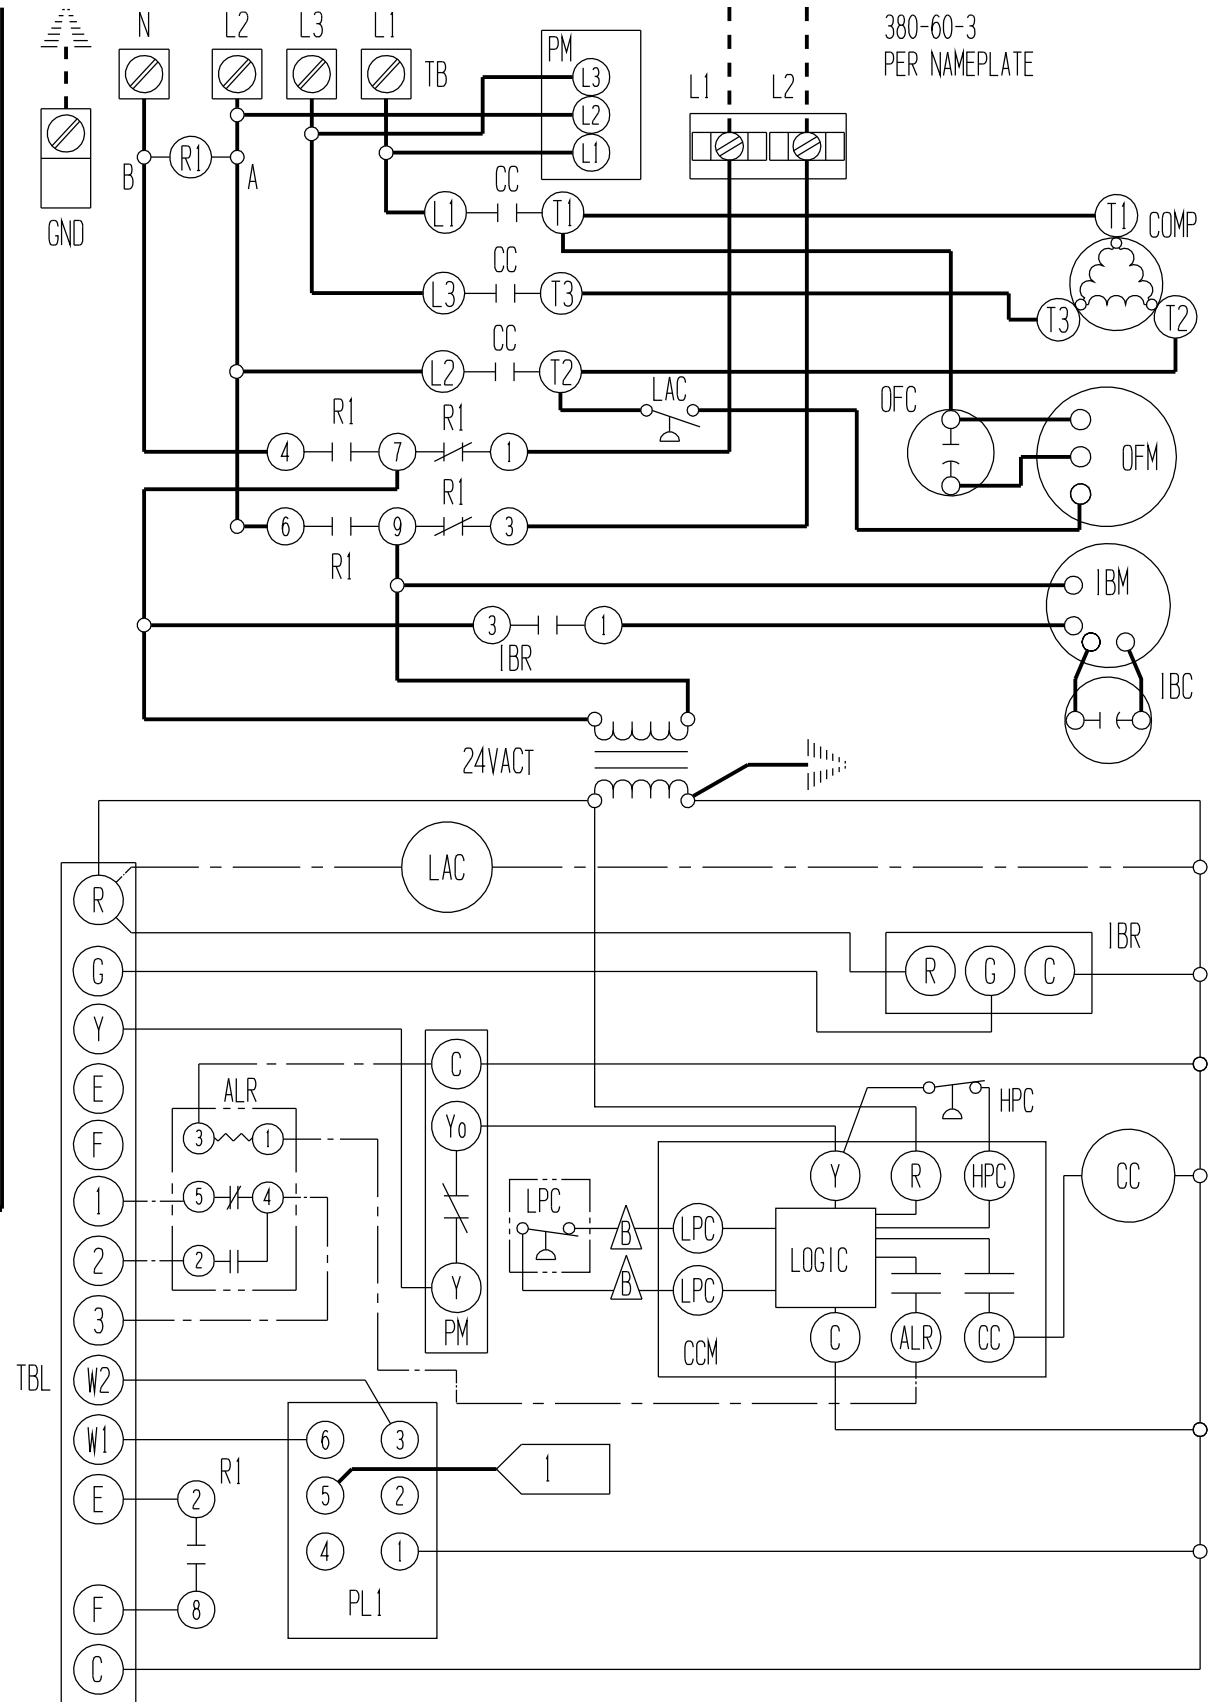 N L2 L3 L1
TB
GND
B R1 A
PM
L3
L2
L1
L1 L2
380-60-3
PER NAMEPLATE
L1 CC T1
T1 COMP
L3 CC T3
T3 T2
L2 CC T2
LAC
OFC
OFM
R1 R1
4 7 1
R1
6 9 3
R1
IBM
3 1
IBR
IBC
24VACT
LAC
R
IBR
R G C
G
Y
E
F
1
2
3
W2
W1
E
F
C
TBL
ALR
3 1
5 4
2
C
Yo
Y
PM
HPC
Y R HPC
CC
LPC
B LPC
B LPC
LOGIC
C ALR CC
CCM
6 3
5 2
4 1
PL1
1
R1
2
8